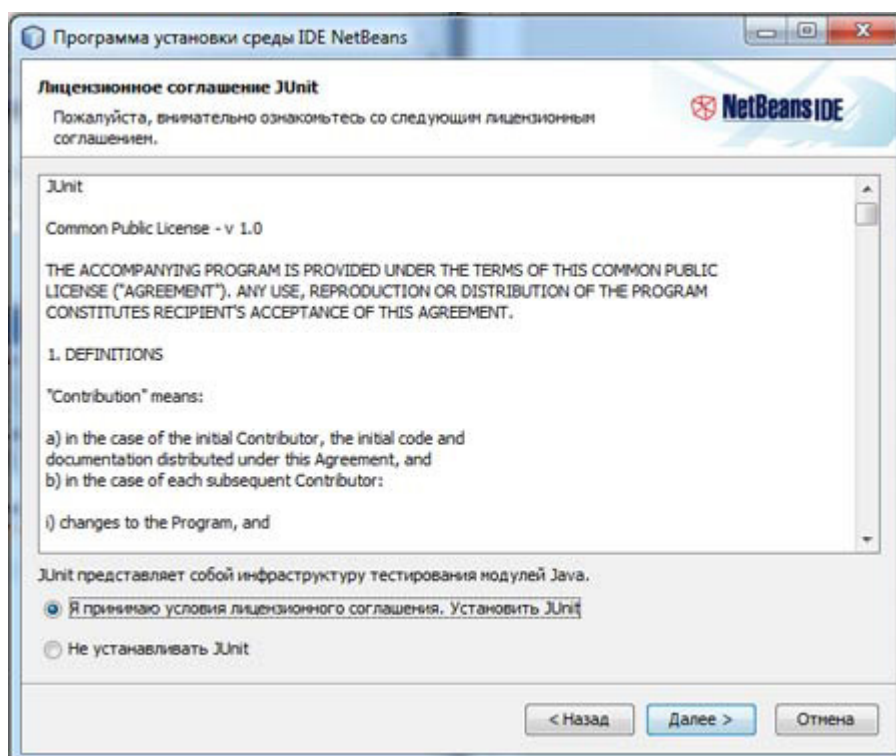 Программа установки среды IDE NetBeans
Лицензионное соглашение JUnit
Пожалуйста, внимательно ознакомьтесь со следующим лицензионным
соглашением.
NetBeans IDE
JUnit
Common Public License - v 1.0
THE ACCOMPANYING PROGRAM IS PROVIDED UNDER THE TERMS OF THIS COMMON PUBLIC
LICENSE ("AGREEMENT"). ANY USE, REPRODUCTION OR DISTRIBUTION OF THE PROGRAM
CONSTITUTES RECIPIENT'S ACCEPTANCE OF THIS AGREEMENT.
1. DEFINITIONS
"Contribution" means:
a) in the case of the initial Contributor, the initial code and
documentation distributed under this Agreement, and
b) in the case of each subsequent Contributor:
i) changes to the Program, and
JUnit представляет собой инфраструктуру тестирования модулей Java.
Я принимаю условия лицензионного соглашения. Установить JUnit
Не устанавливать JUnit
< Назад
Далее >
Отмена